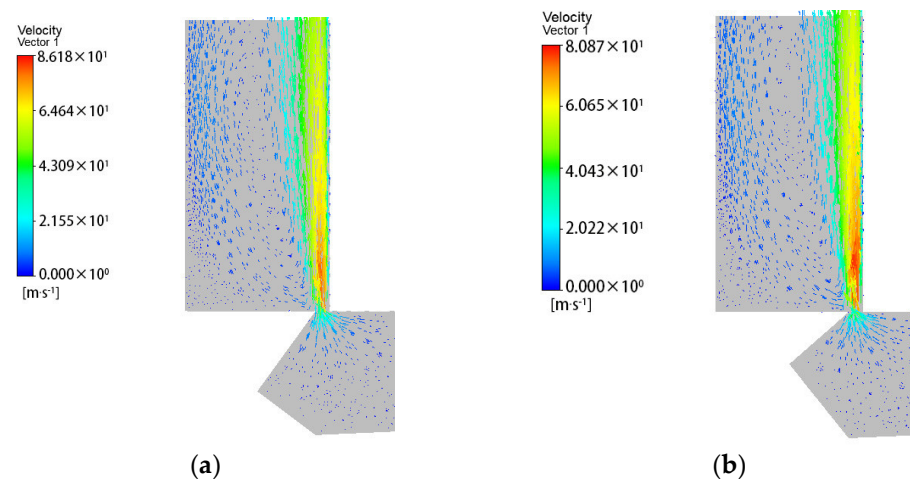 Velocity
Vector 1
8.618×10¹
6.464×10¹
4.309×10¹
2.155×10¹
0.000×10⁰
[m·s⁻¹]
(a)
Velocity
Vector 1
8.087×10¹
6.065×10¹
4.043×10¹
2.022×10¹
0.000×10⁰
[m·s⁻¹]
(b)